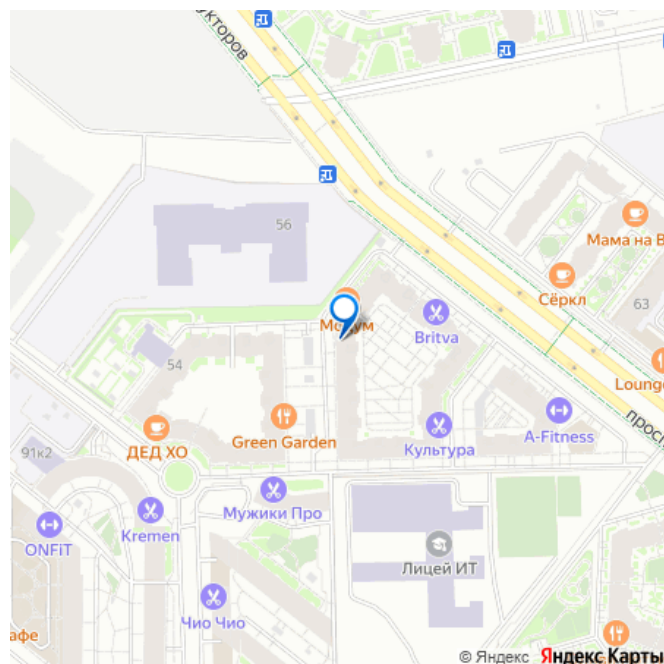 укторов
56
Мама на В
Сёркл
63
Britva
Lounge
54
Green Garden
ДЕД ХО
A-Fitness
просп
Культура
91к2
Мужики Про
Kremen
ONFIT
Лицей ИТ
Чио Чио
афе
© Яндекс Яндекс Карты